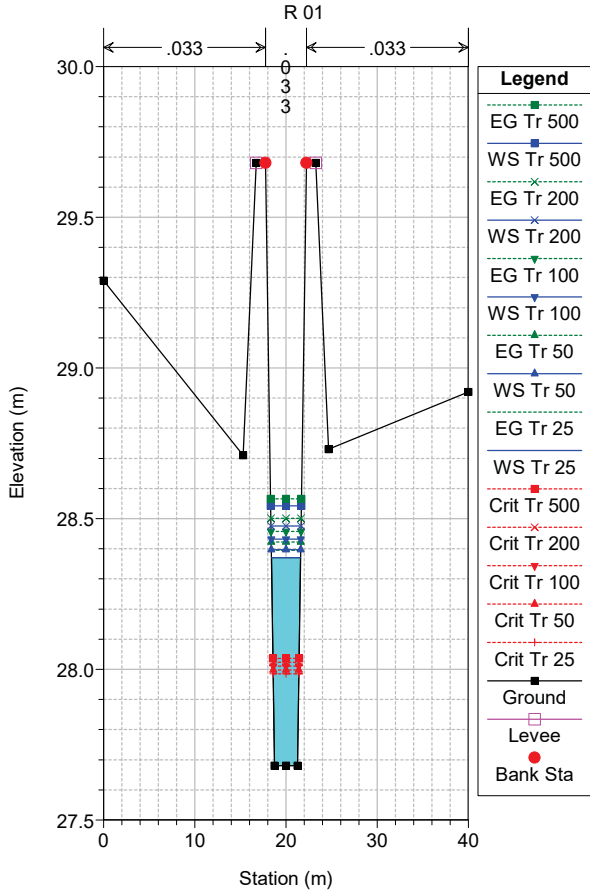 R 01
.033
.033
.033
30.0
29.5
29.0
28.5
28.0
27.5
0
10
20
30
40
Station (m)
Elevation (m)
Legend
EG Tr 500
WS Tr 500
EG Tr 200
WS Tr 200
EG Tr 100
WS Tr 100
EG Tr 50
WS Tr 50
EG Tr 25
WS Tr 25
Crit Tr 500
Crit Tr 200
Crit Tr 100
Crit Tr 50
Crit Tr 25
Ground
Levee
Bank Sta